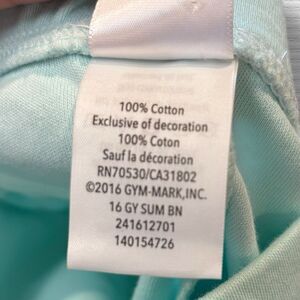 100% Cotton
Exclusive of decoration
100% Coton
Sauf la décoration
RN70530/CA31802
©2016 GYM-MARK,INC.
16 GY SUM BN
241612701
140154726